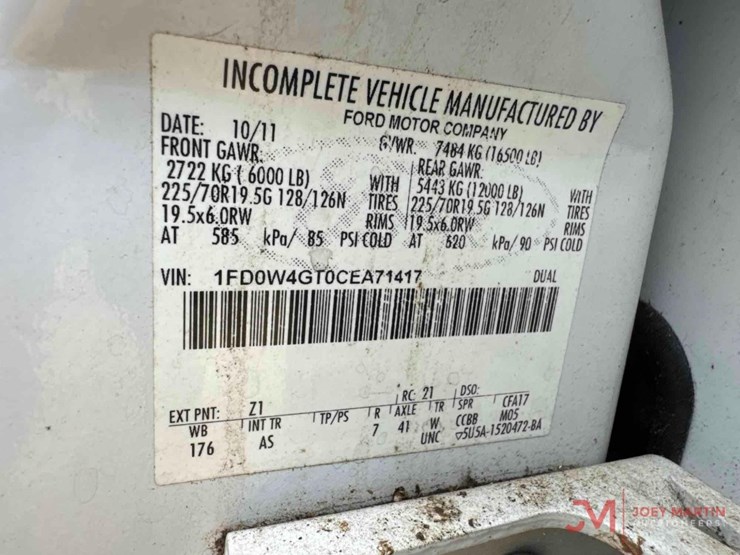 INCOMPLETE VEHICLE MANUFACTURED BY
FORD MOTOR COMPANY
DATE: 10/11 GVWR: 7484 KG (16500 LB)
FRONT GAWR: REAR GAWR:
2722 KG ( 6000 LB) WITH 5443 KG (12000 LB) WITH
225/70R19.5G 128/126N TIRES 225/70R19.5G 128/126N TIRES
19.5x6.0RW RIMS 19.5x6.0RW RIMS
AT 585 kPa/ 85 PSI COLD AT 620 kPa/ 90 PSI COLD
VIN: 1FD0W4GT0CEA71417 DUAL
EXT PNT: Z1 RC: 21 DSO:
WB INT TR TP/PS R AXLE TR SPR CFA17
176 AS 7 41 W CCBB M05
UNC 5U5A-1520472-BA
JM JOEY MARTIN
AUCTIONEERS